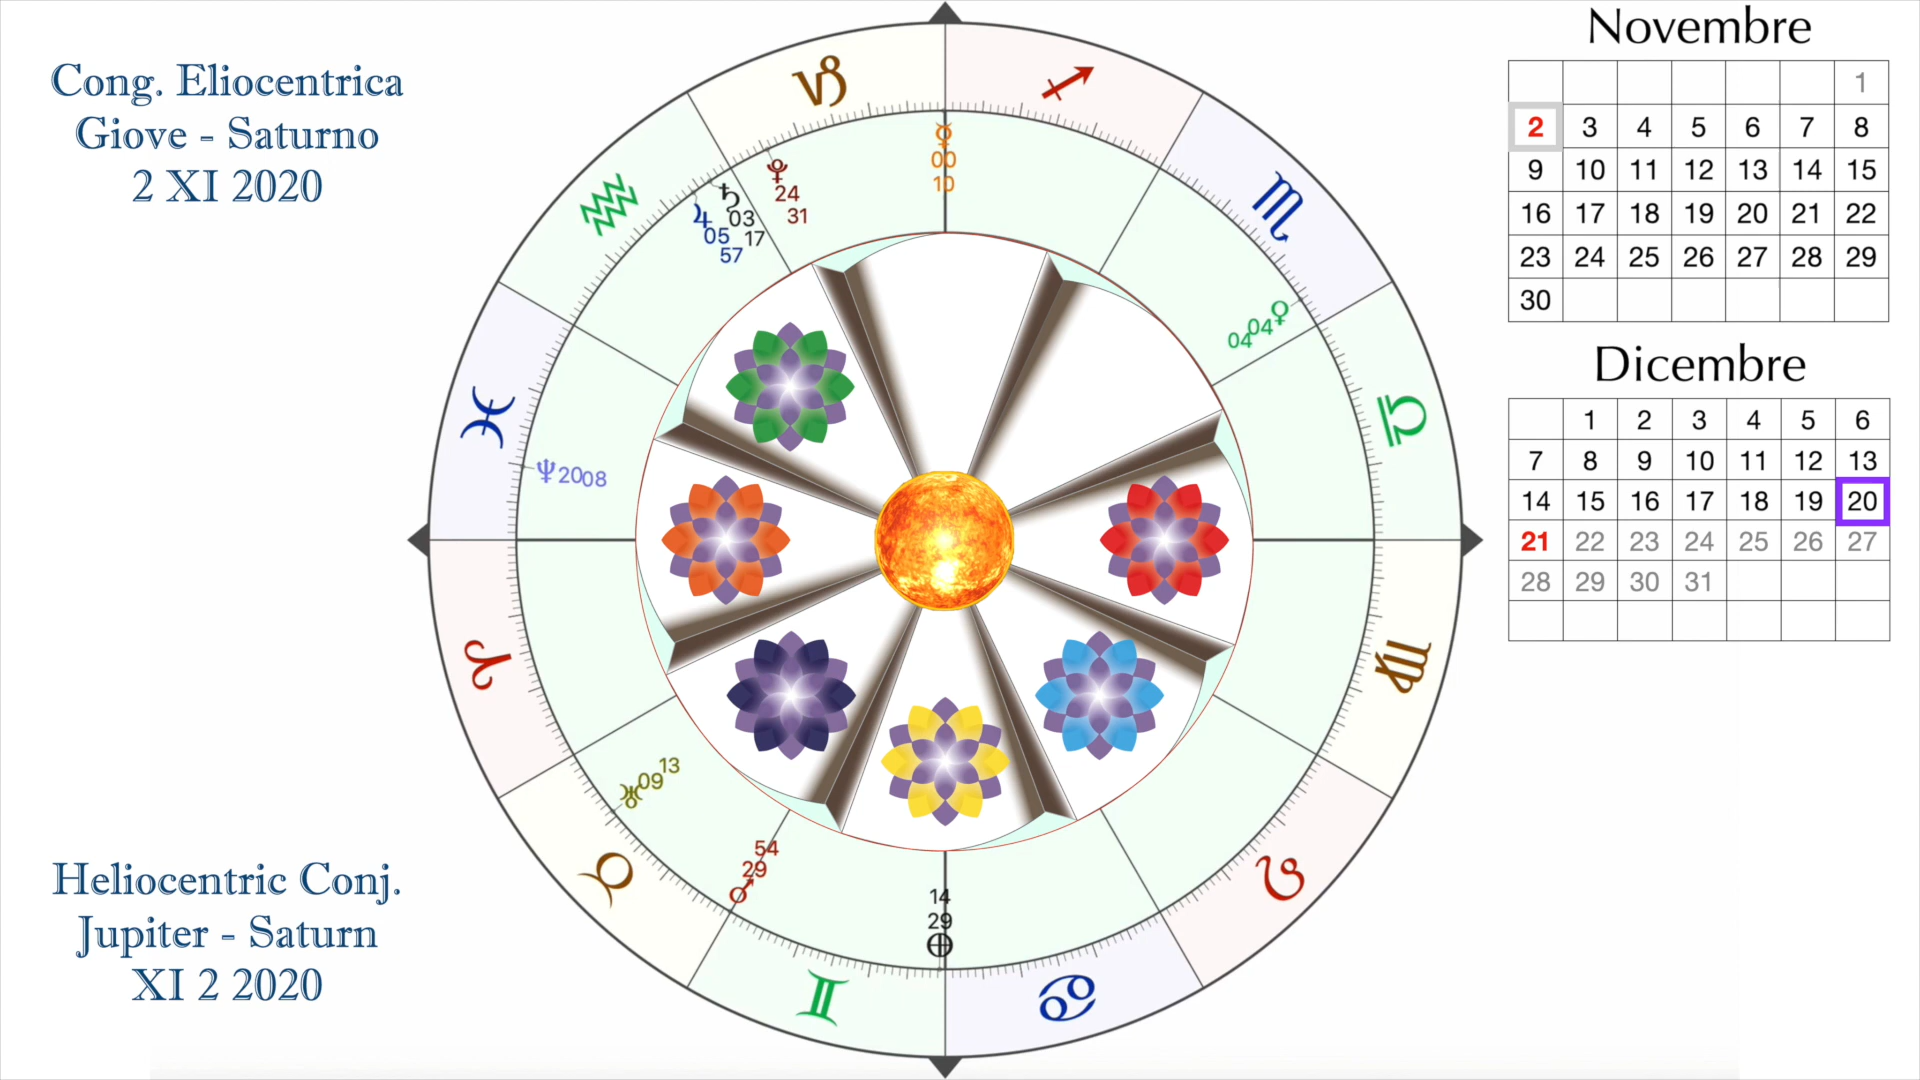 Cong. Eliocentrica
Giove - Saturno
2 XI 2020
Heliocentric Conj.
Jupiter - Saturn
XI 2 2020
♑ ♐
♒ ♏
♓ ♎
♈ ♍
♉ ♌
♊ ♋
☿
00
10
♇
24
31
♄
03
17
♃
05
57
04 04 ♀
♆ 20 08
♅ 09 13
54
29
♂
14
29
⊕
Novembre
1
2 3 4 5 6 7 8
9 10 11 12 13 14 15
16 17 18 19 20 21 22
23 24 25 26 27 28 29
30
Dicembre
1 2 3 4 5 6
7 8 9 10 11 12 13
14 15 16 17 18 19 20
21 22 23 24 25 26 27
28 29 30 31